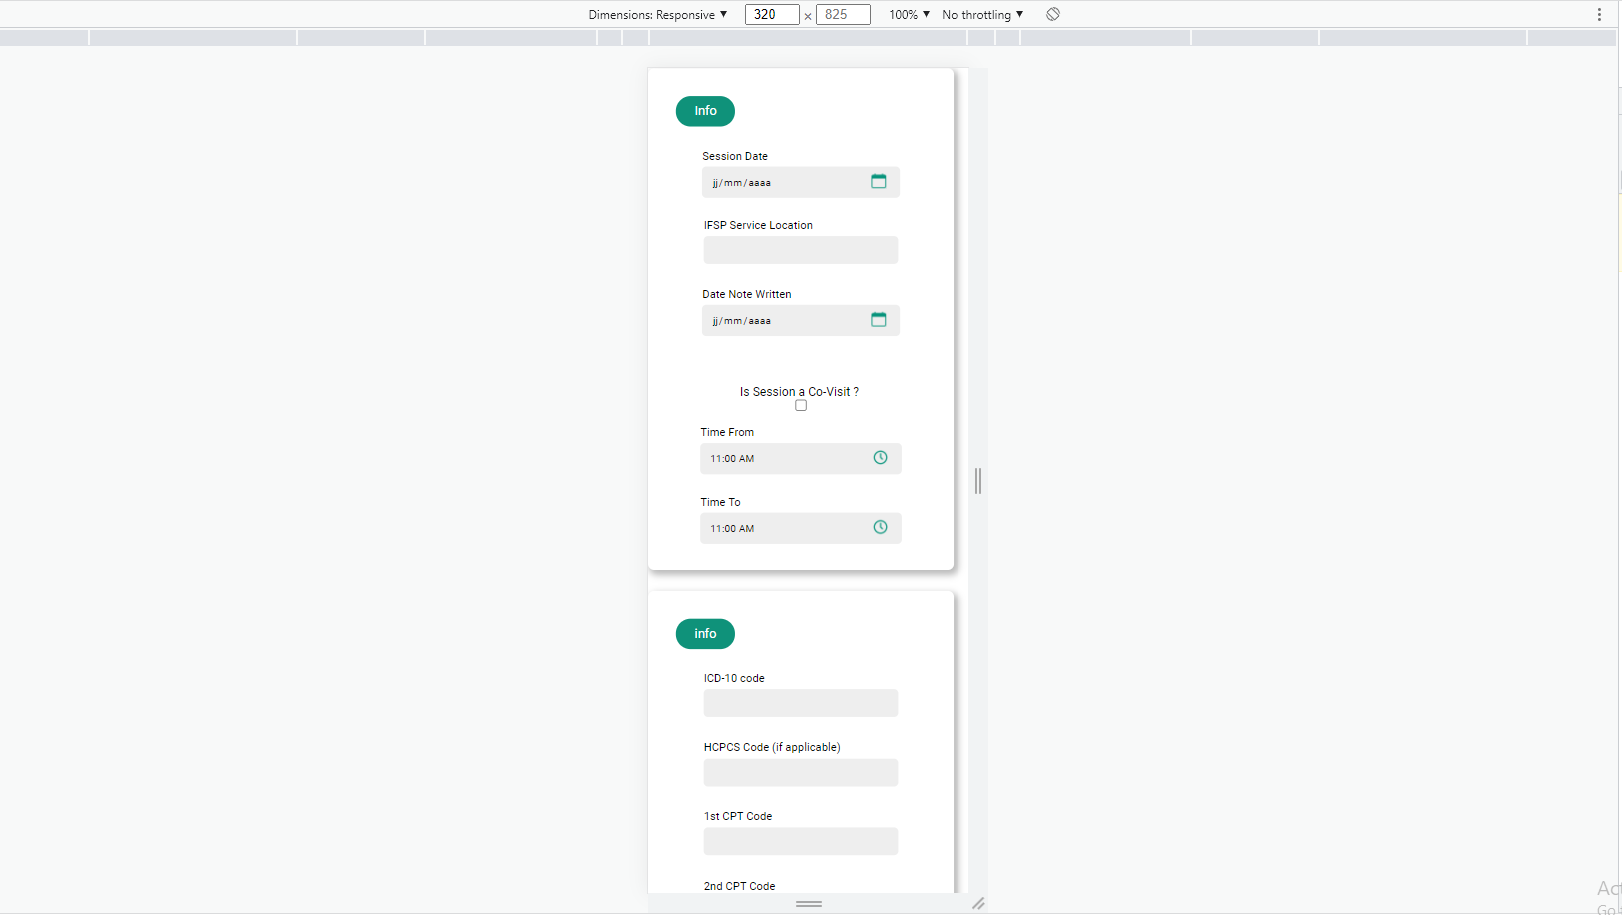 Dimensions: Responsive ▼ 320 × 825 100% ▼ No throttling ▼
Info
Session Date
jj/mm/aaaa
IFSP Service Location
Date Note Written
jj/mm/aaaa
Is Session a Co-Visit ?
Time From
11:00 AM
Time To
11:00 AM
info
ICD-10 code
HCPCS Code (if applicable)
1st CPT Code
2nd CPT Code